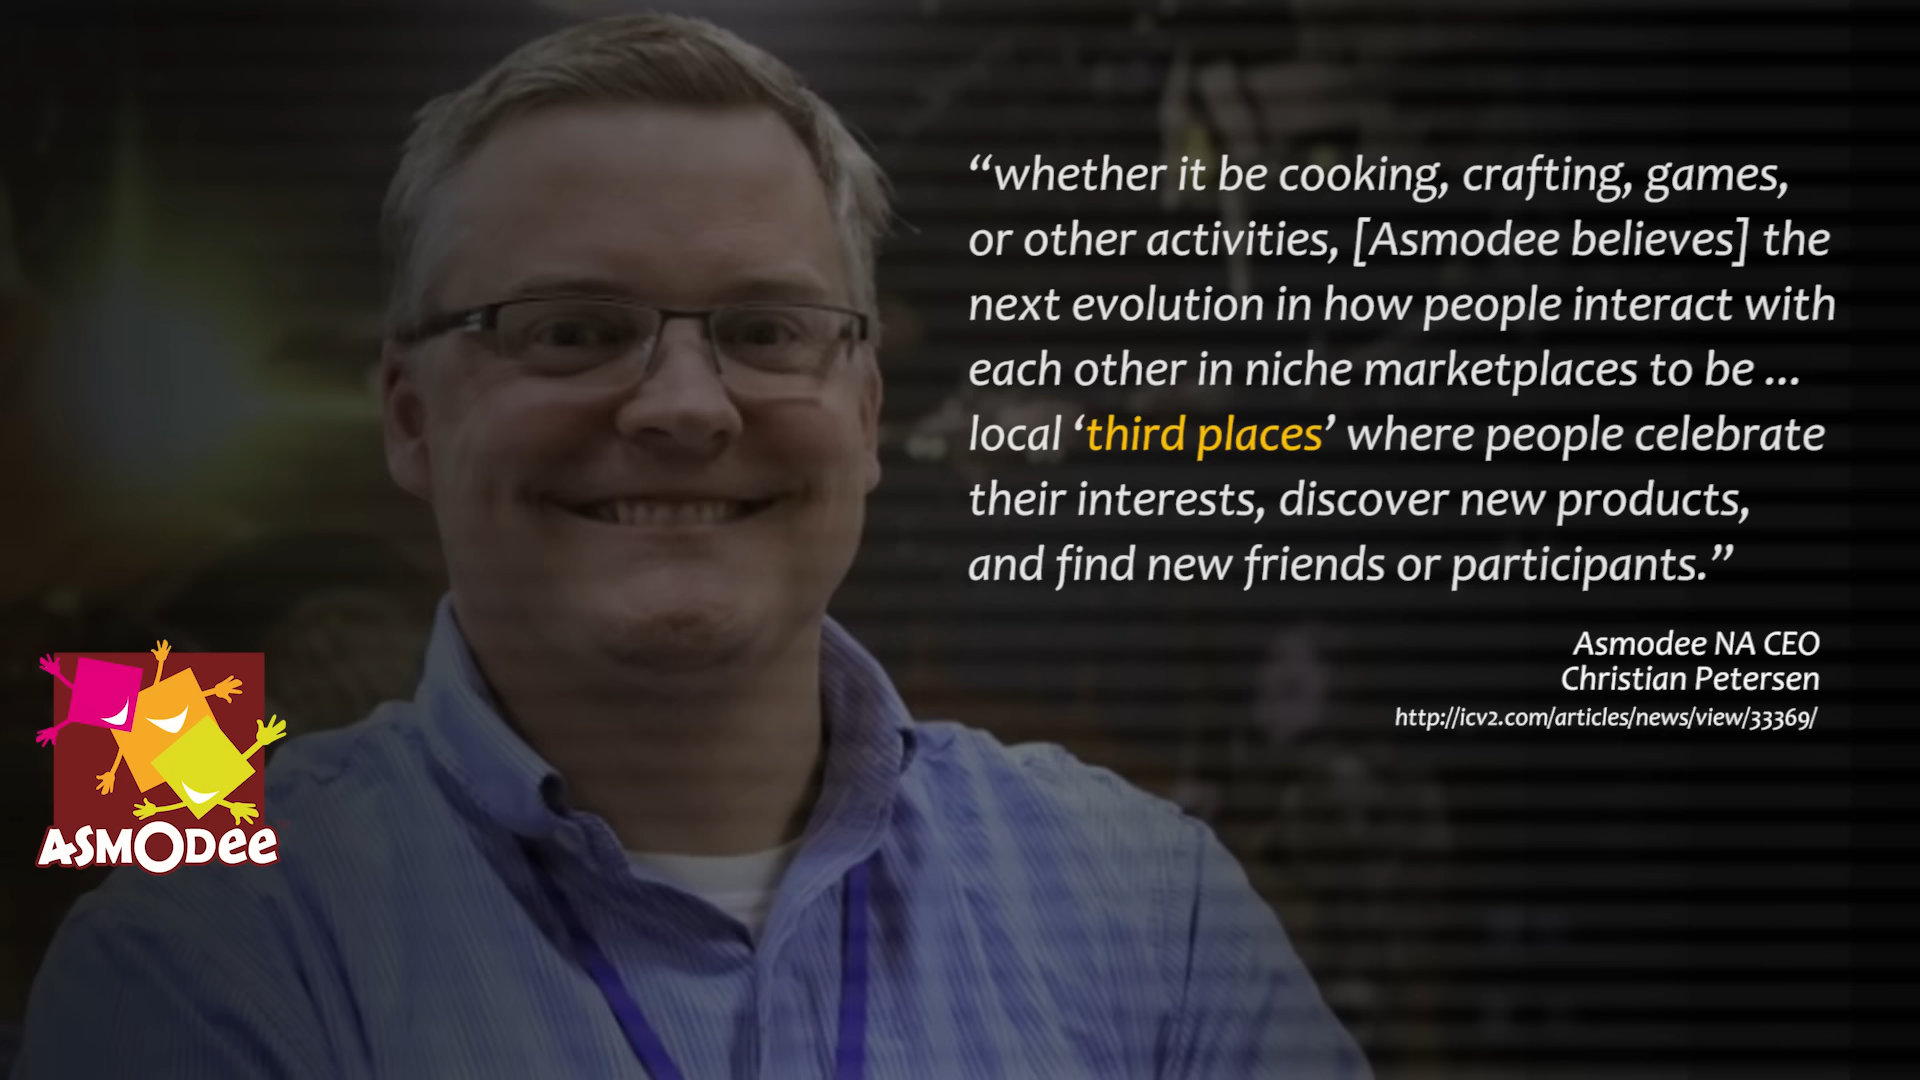 “whether it be cooking, crafting, games,
or other activities, [Asmodee believes] the
next evolution in how people interact with
each other in niche marketplaces to be ...
local ‘third places’ where people celebrate
their interests, discover new products,
and find new friends or participants.”
Asmodee NA CEO
Christian Petersen
http://icv2.com/articles/news/view/33369/
ASMODee